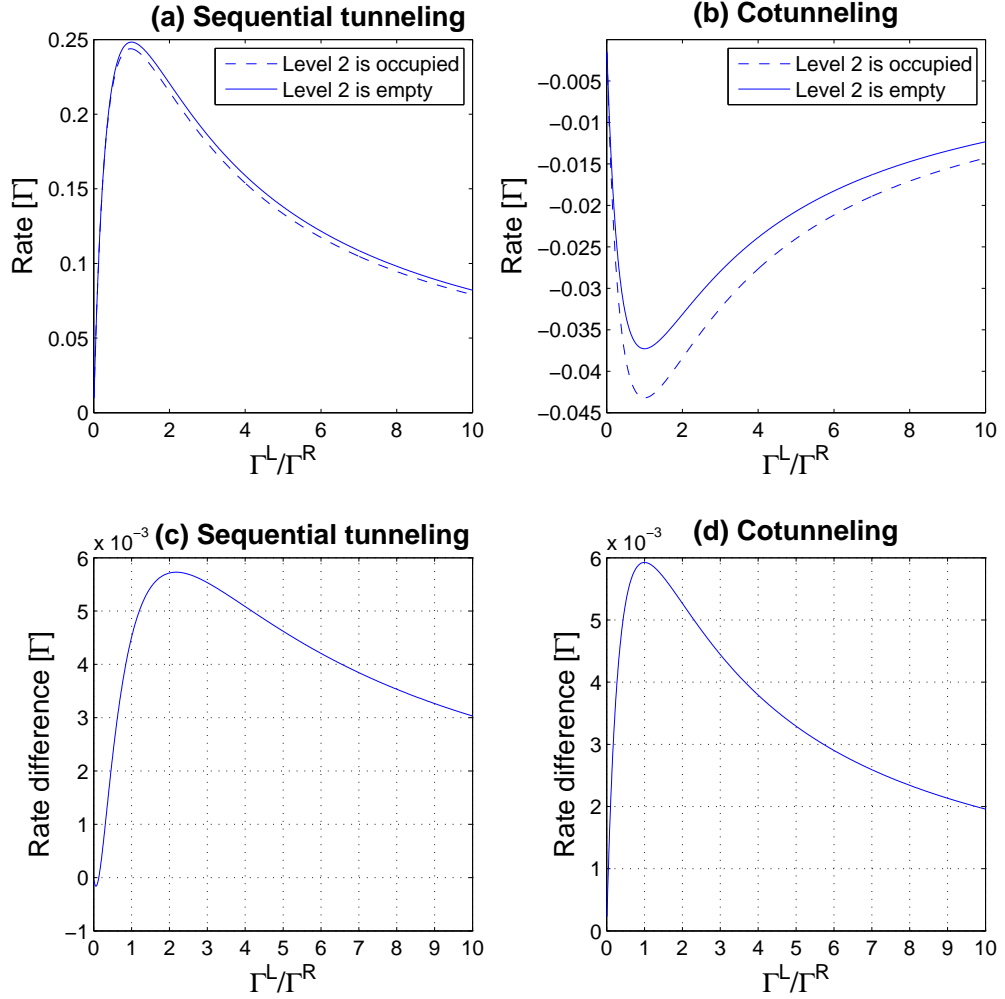 (a) Sequential tunneling
0.25
0.2
0.15
0.1
0.05
0
Rate [Γ]
Level 2 is occupied
Level 2 is empty
0 2 4 6 8 10
Γ^L/Γ^R
(b) Cotunneling
−0.005
−0.01
−0.015
−0.02
−0.025
−0.03
−0.035
−0.04
−0.045
Rate [Γ]
Level 2 is occupied
Level 2 is empty
0 2 4 6 8 10
Γ^L/Γ^R
(c) Sequential tunneling
x 10^−3
6
5
4
3
2
1
0
−1
Rate difference [Γ]
0 1 2 3 4 5 6 7 8 9 10
Γ^L/Γ^R
(d) Cotunneling
x 10^−3
6
5
4
3
2
1
0
Rate difference [Γ]
0 1 2 3 4 5 6 7 8 9 10
Γ^L/Γ^R